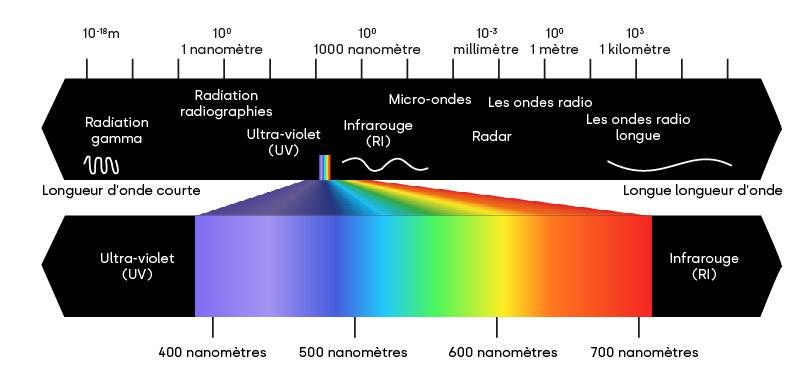 10⁻¹⁸m
10⁰
1 nanomètre
10⁰
1000 nanomètre
10⁻³
millimètre
10⁰
1 mètre
10³
1 kilomètre
Radiation
radiographies
Micro-ondes
Les ondes radio
Radiation
gamma
Ultra-violet
(UV)
Infrarouge
(RI)
Radar
Les ondes radio
longue
Longueur d'onde courte
Longue longueur d'onde
Ultra-violet
(UV)
Infrarouge
(RI)
400 nanomètres
500 nanomètres
600 nanomètres
700 nanomètres